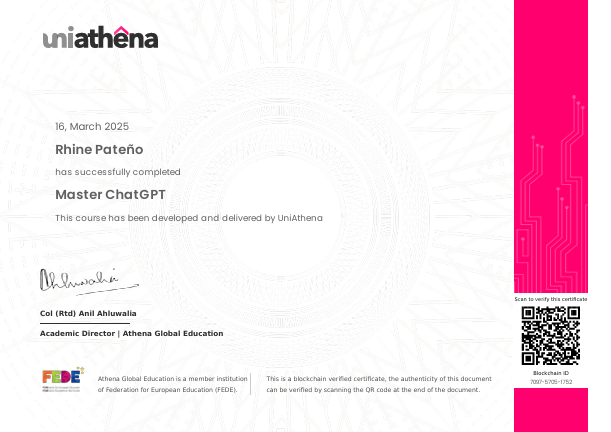 uniathena
16, March 2025
Rhine Pateño
has successfully completed
Master ChatGPT
This course has been developed and delivered by UniAthena
Col (Rtd) Anil Ahluwalia
Academic Director | Athena Global Education
FEDE
Athena Global Education is a member institution
of Federation for European Education (FEDE).
This is a blockchain verified certificate, the authenticity of this document
can be verified by scanning the QR code at the end of the document.
Scan to verify this certificate
Blockchain ID
7097-5705-1752